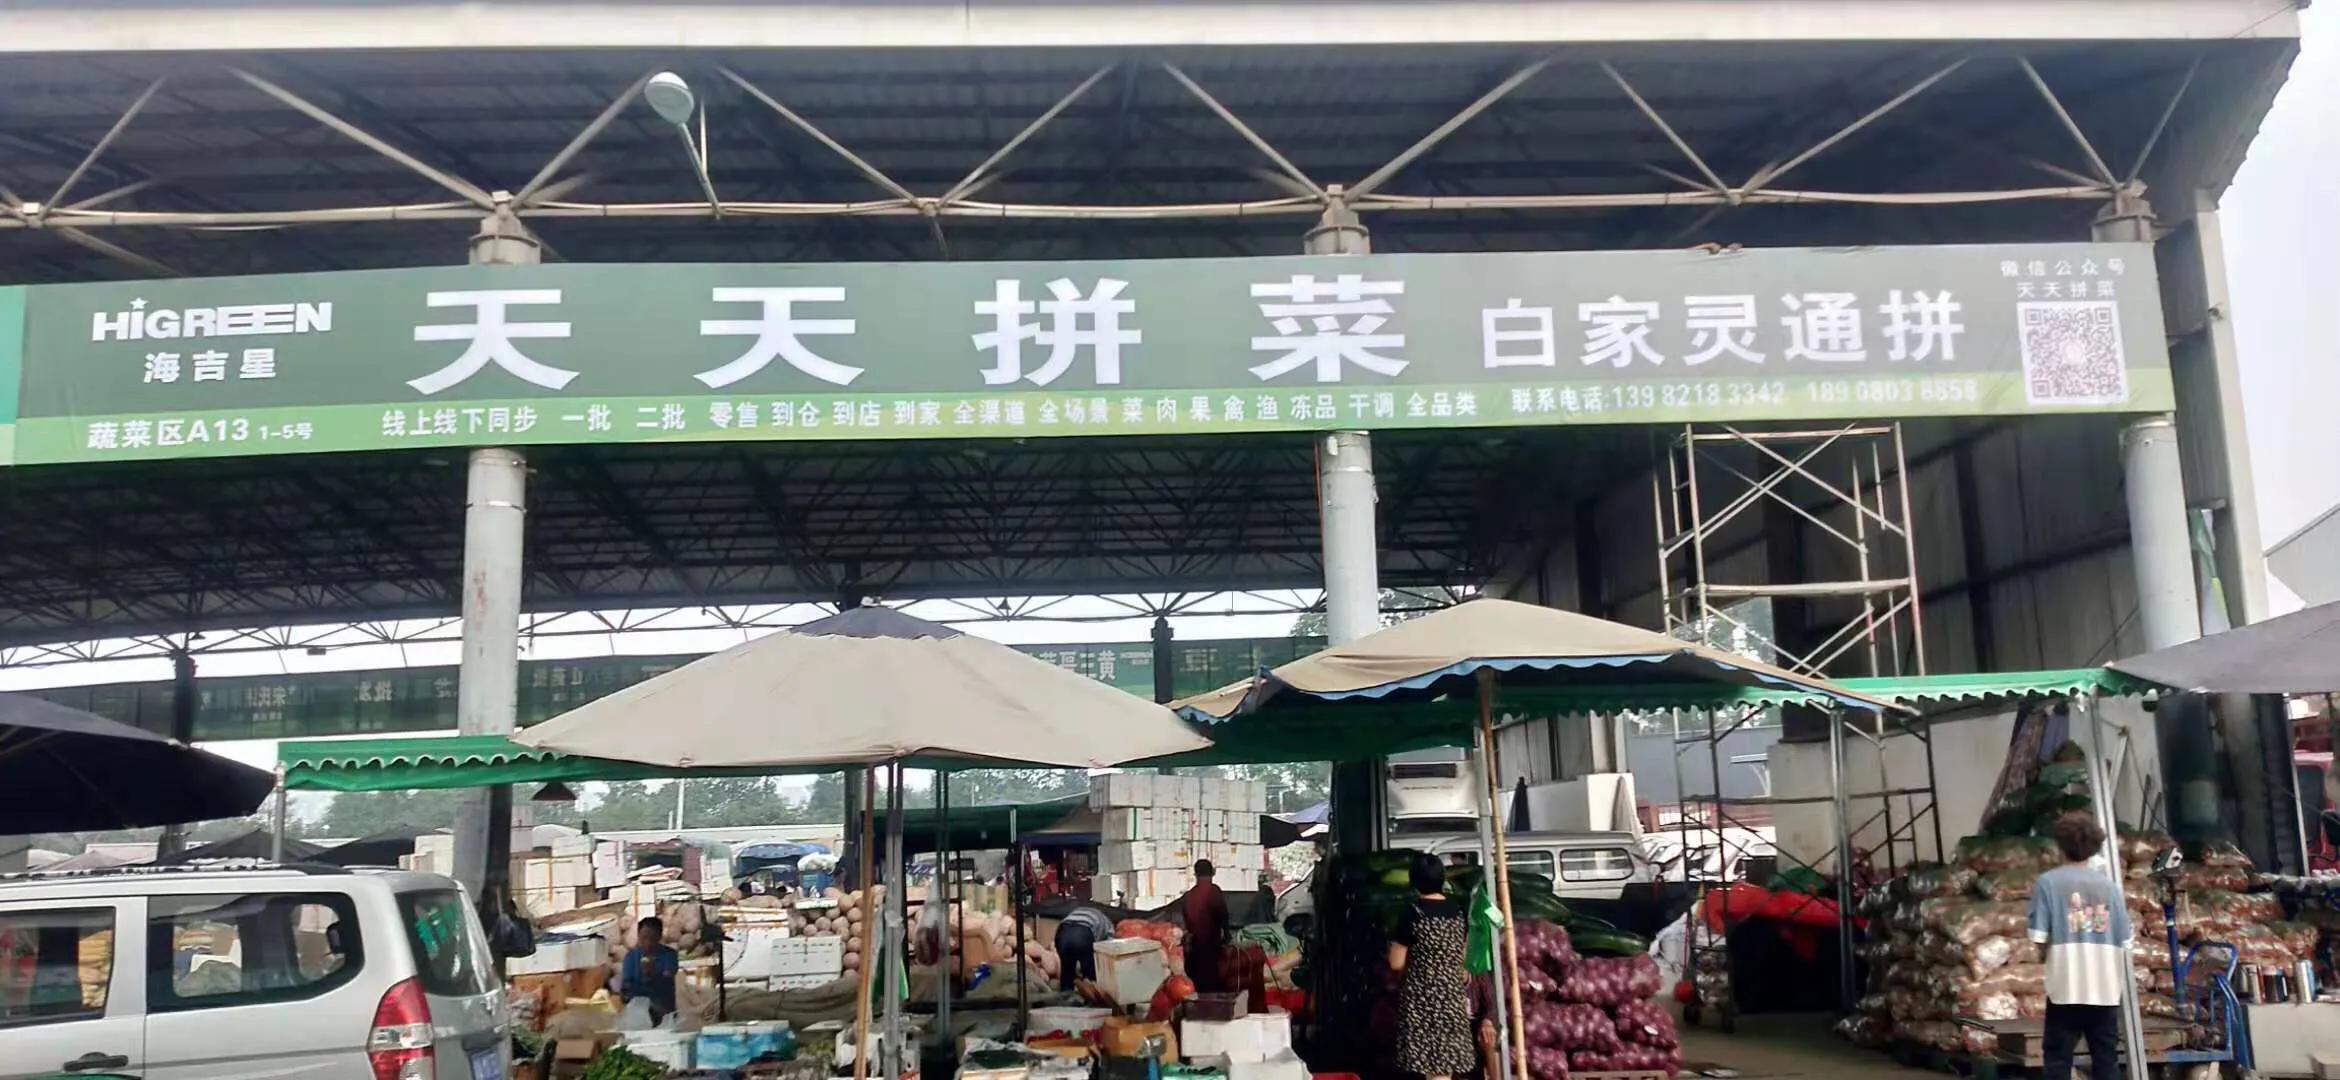 HIGREEN
海吉星
天天拼菜 白家灵通拼
微信公众号
天天拼菜
蔬菜区A13 1-5号
线上线下同步 一批 二批 零售 到仓 到店 到家 全渠道 全场景 菜 肉 果 禽 渔 冻品 干调 全品类 联系电话:139 8218 3342 189 0803 8858